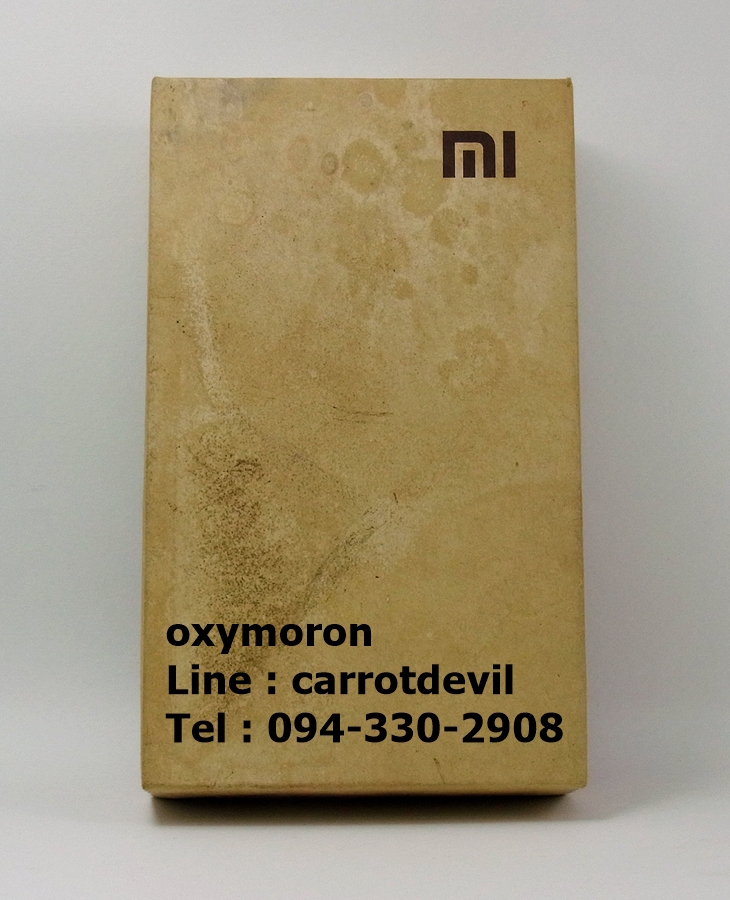 mi
oxymoron
Line : carrotdevil
Tel : 094-330-2908